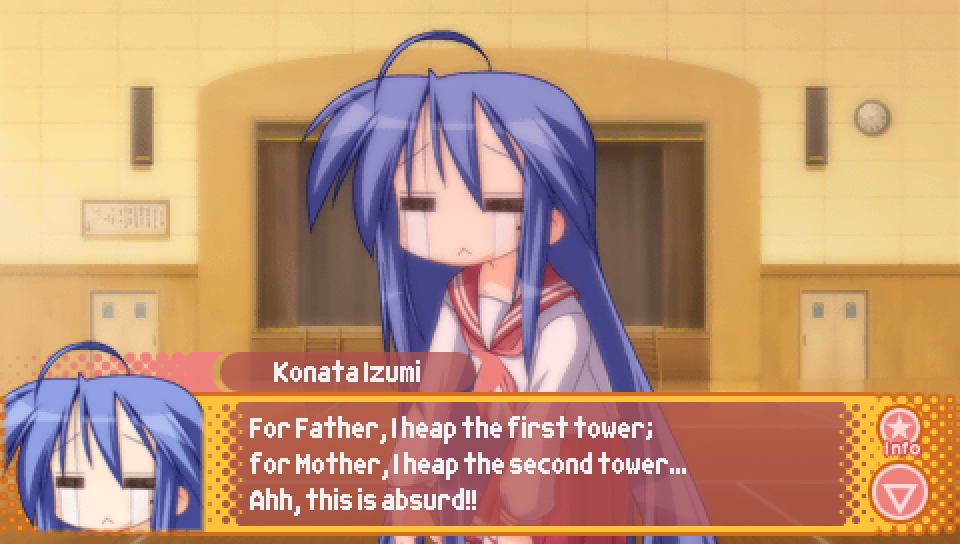 Konata Izumi
For Father, I heap the first tower;
for Mother, I heap the second tower...
Ahh, this is absurd!!
Info